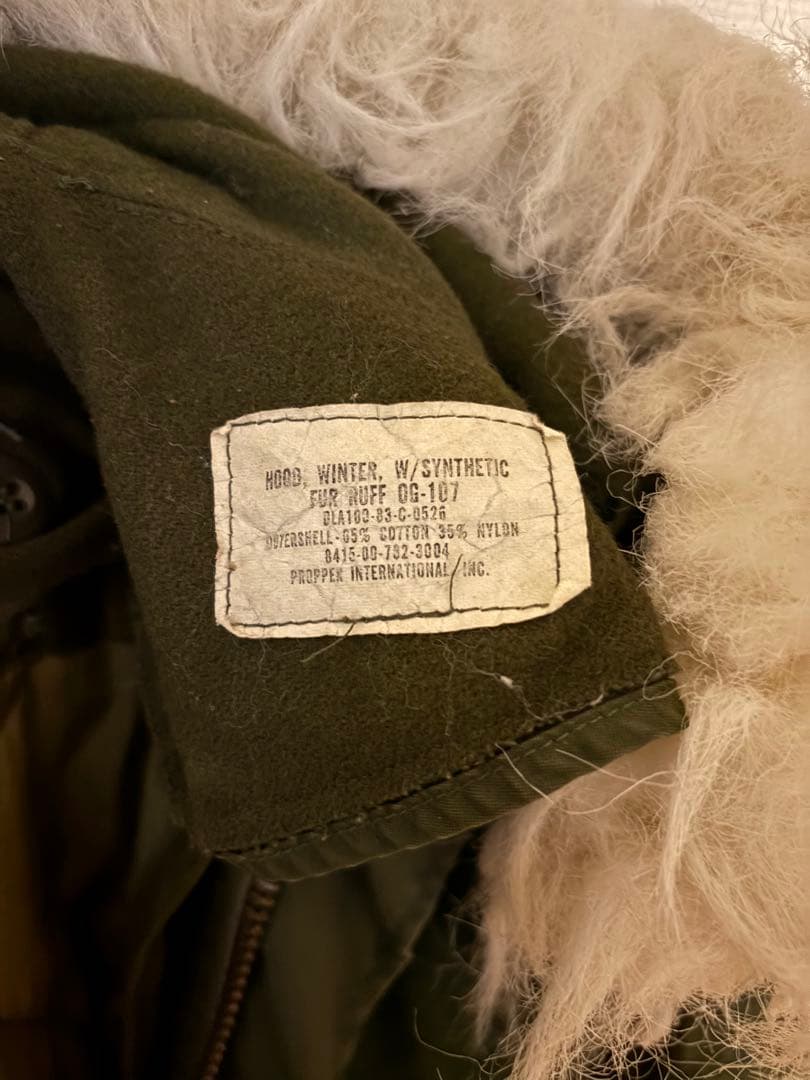 HOOD, WINTER, W/SYNTHETIC
FUR RUFF OG-107
DLA100-83-C-0526
OUTERSHELL-65% COTTON 35% NYLON
8415-00-782-3004
PROPPER INTERNATIONAL, INC.